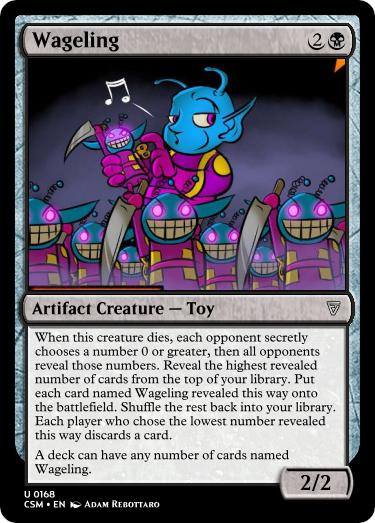 Wageling 2
Artifact Creature — Toy
When this creature dies, each opponent secretly
chooses a number 0 or greater, then all opponents
reveal those numbers. Reveal the highest revealed
number of cards from the top of your library. Put
each card named Wageling revealed this way onto
the battlefield. Shuffle the rest back into your library.
Each player who chose the lowest number revealed
this way discards a card.
A deck can have any number of cards named
Wageling.
2/2
U 0168
CSM • EN Adam Rebottaro